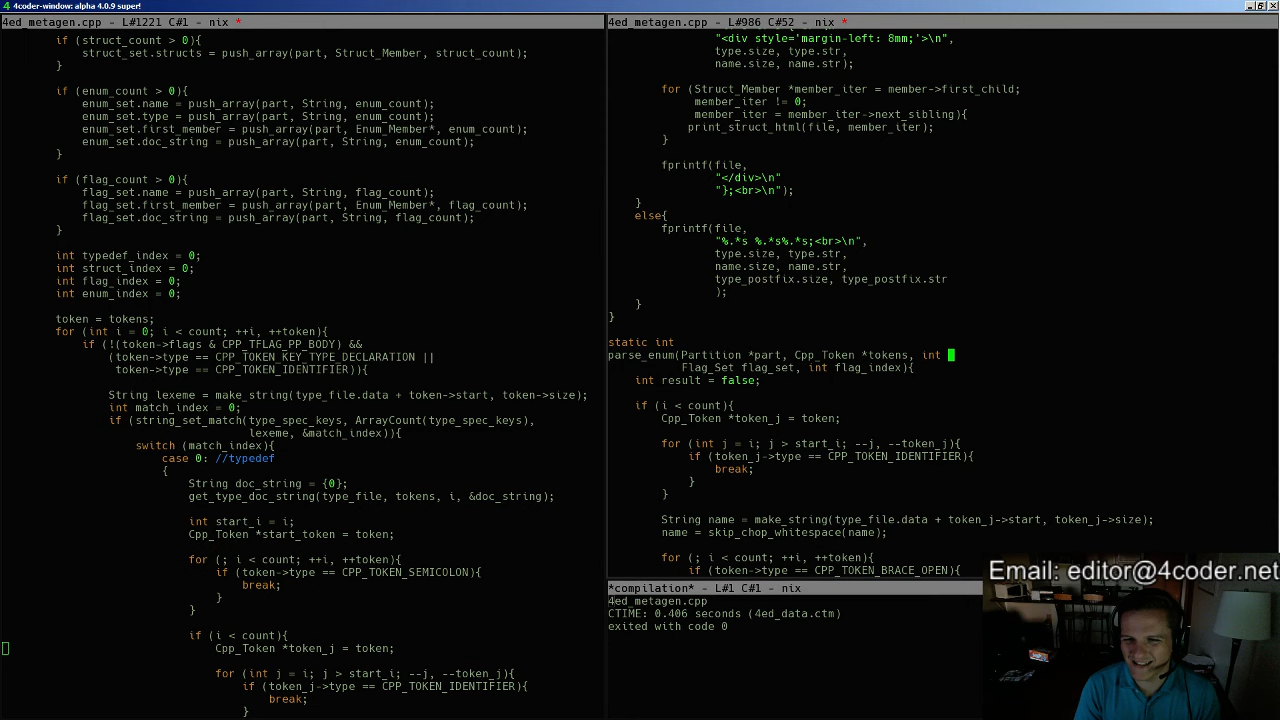 4coder-window: alpha 4.0.9 super!
4ed_metagen.cpp - L#1221 C#1 - nix *
if (struct_count > 0){
struct_set.structs = push_array(part, Struct_Member, struct_count);
}
if (enum_count > 0){
enum_set.name = push_array(part, String, enum_count);
enum_set.type = push_array(part, String, enum_count);
enum_set.first_member = push_array(part, Enum_Member*, enum_count);
enum_set.doc_string = push_array(part, String, enum_count);
}
if (flag_count > 0){
flag_set.name = push_array(part, String, flag_count);
flag_set.first_member = push_array(part, Enum_Member*, flag_count);
flag_set.doc_string = push_array(part, String, flag_count);
}
int typedef_index = 0;
int struct_index = 0;
int flag_index = 0;
int enum_index = 0;
token = tokens;
for (int i = 0; i < count; ++i, ++token){
if (!(token->flags & CPP_TFLAG_PP_BODY) &&
(token->type == CPP_TOKEN_KEY_TYPE_DECLARATION ||
token->type == CPP_TOKEN_IDENTIFIER)){
String lexeme = make_string(type_file.data + token->start, token->size);
int match_index = 0;
if (string_set_match(type_spec_keys, ArrayCount(type_spec_keys),
lexeme, &match_index)){
switch (match_index){
case 0: //typedef
{
String doc_string = {0};
get_type_doc_string(type_file, tokens, i, &doc_string);
int start_i = i;
Cpp_Token *start_token = token;
for (; i < count; ++i, ++token){
if (token->type == CPP_TOKEN_SEMICOLON){
break;
}
}
if (i < count){
Cpp_Token *token_j = token;
for (int j = i; j > start_i; --j, --token_j){
if (token_j->type == CPP_TOKEN_IDENTIFIER){
break;
}
4ed_metagen.cpp - L#986 C#52 - nix *
"<div style='margin-left: 8mm;'>\n",
type.size, type.str,
name.size, name.str);
for (Struct_Member *member_iter = member->first_child;
member_iter != 0;
member_iter = member_iter->next_sibling){
print_struct_html(file, member_iter);
}
fprintf(file,
"</div>\n"
"};<br>\n");
}
else{
fprintf(file,
"%.*s %.*s%.*s;<br>\n",
type.size, type.str,
name.size, name.str,
type_postfix.size, type_postfix.str
);
}
}
static int
parse_enum(Partition *part, Cpp_Token *tokens, int
Flag_Set flag_set, int flag_index){
int result = false;
if (i < count){
Cpp_Token *token_j = token;
for (int j = i; j > start_i; --j, --token_j){
if (token_j->type == CPP_TOKEN_IDENTIFIER){
break;
}
}
String name = make_string(type_file.data + token_j->start, token_j->size);
name = skip_chop_whitespace(name);
for (; i < count; ++i, ++token){
if (token->type == CPP_TOKEN_BRACE_OPEN){
*compilation* - L#1 C#1 - nix
4ed_metagen.cpp
CTIME: 0.406 seconds (4ed_data.ctm)
exited with code 0
Email: editor@4coder.net